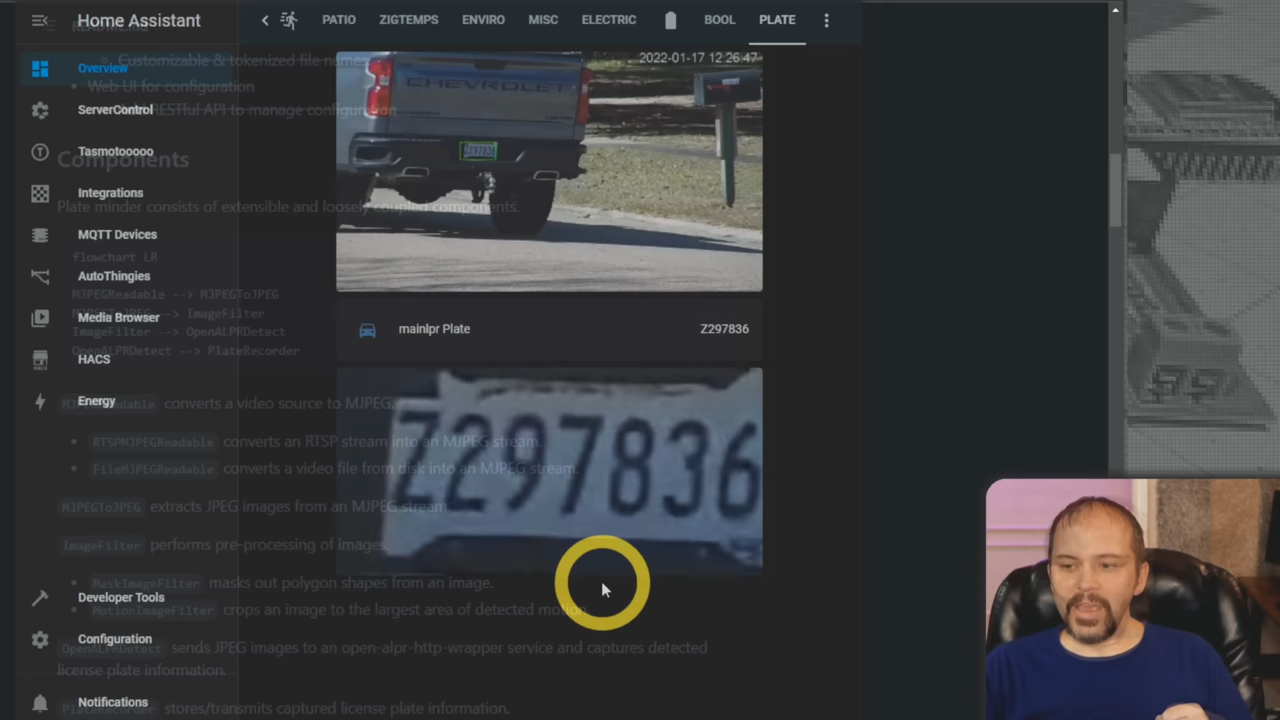 Home Assistant
PATIO
ZIGTEMPS
ENVIRO
MISC
ELECTRIC
BOOL
PLATE
Overview
ServerControl
Tasmotooooo
Integrations
MQTT Devices
AutoThingies
Media Browser
HACS
Energy
Developer Tools
Configuration
Notifications
2022-01-17 12:26:47
CHEVROLET
Z297836
mainlpr Plate
Z297836
Z297836
Customizable & tokenized file names
Web UI for configuration
RESTful API to manage configuration
Components
Plate minder consists of extensible and loosely coupled components.
flowchart LR
MJPEGReadable --> MJPEGToJPEG
--> ImageFilter
ImageFilter --> OpenALPRDetect
OpenALPRDetect --> PlateRecorder
MJPEGReadable converts a video source to MJPEG.
RTSPMJPEGReadable converts an RTSP stream into an MJPEG stream.
FileMJPEGReadable converts a video file from disk into an MJPEG stream.
MJPEGToJPEG extracts JPEG images from an MJPEG stream.
ImageFilter performs pre-processing of images.
MaskImageFilter masks out polygon shapes from an image.
MotionImageFilter crops an image to the largest area of detected motion.
OpenALPRDetect sends JPEG images to an open-alpr-http-wrapper service and captures detected
license plate information.
PlateRecorder stores/transmits captured license plate information.